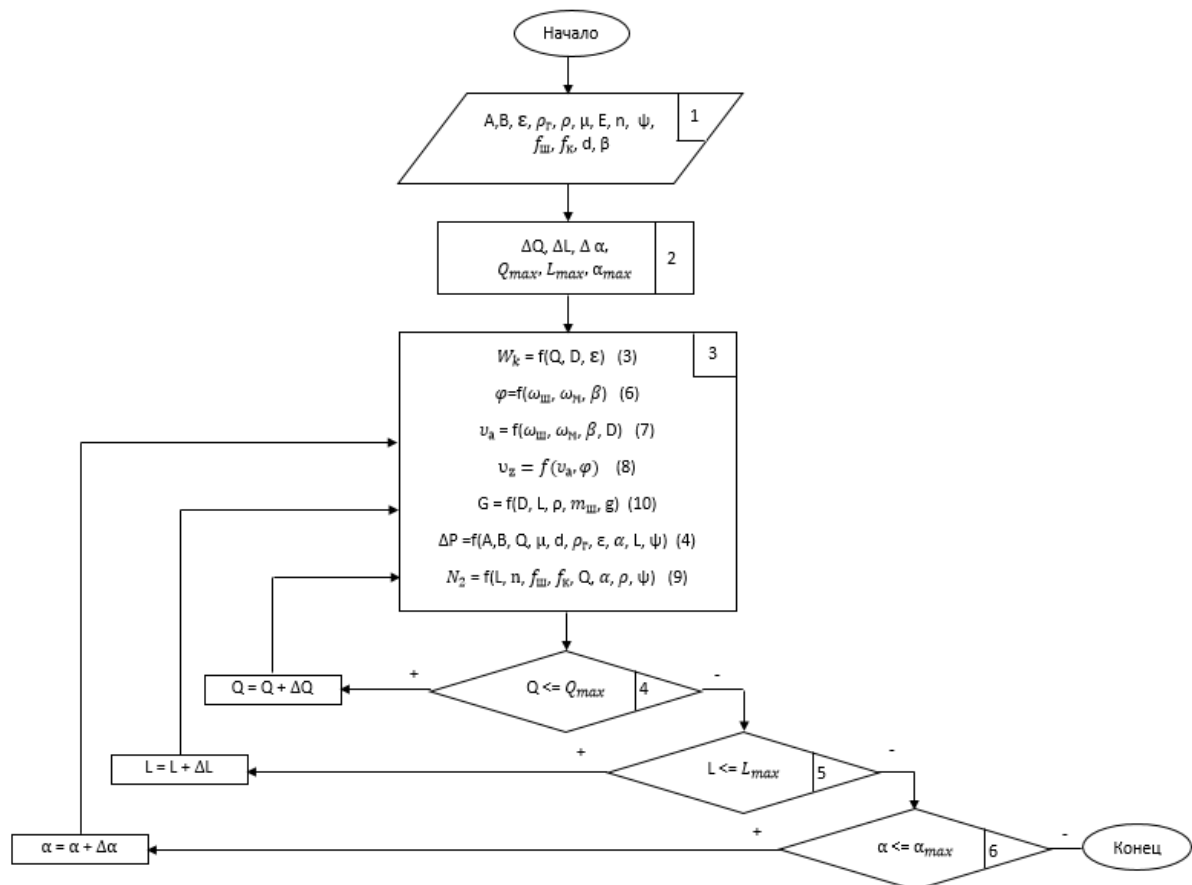 Начало
1
A,B, ε, ρг, ρ, μ, E, n, ψ,
fш, fк, d, β
ΔQ, ΔL, Δ α,
Qmax, Lmax, αmax
2
3
Wk = f(Q, D, ε) (3)
φ=f(ωш, ωм, β) (6)
υа = f(ωш, ωм, β, D) (7)
υz = f(υа, φ) (8)
G = f(D, L, ρ, mш, g) (10)
ΔP =f(A,B, Q, μ, d, ρг, ε, α, L, ψ) (4)
N2 = f(L, n, fш, fк, Q, α, ρ, ψ) (9)
Q = Q + ΔQ
+
Q <= Qmax
4
-
L = L + ΔL
+
L <= Lmax
5
-
α = α + Δα
+
α <= αmax
6
-
Конец